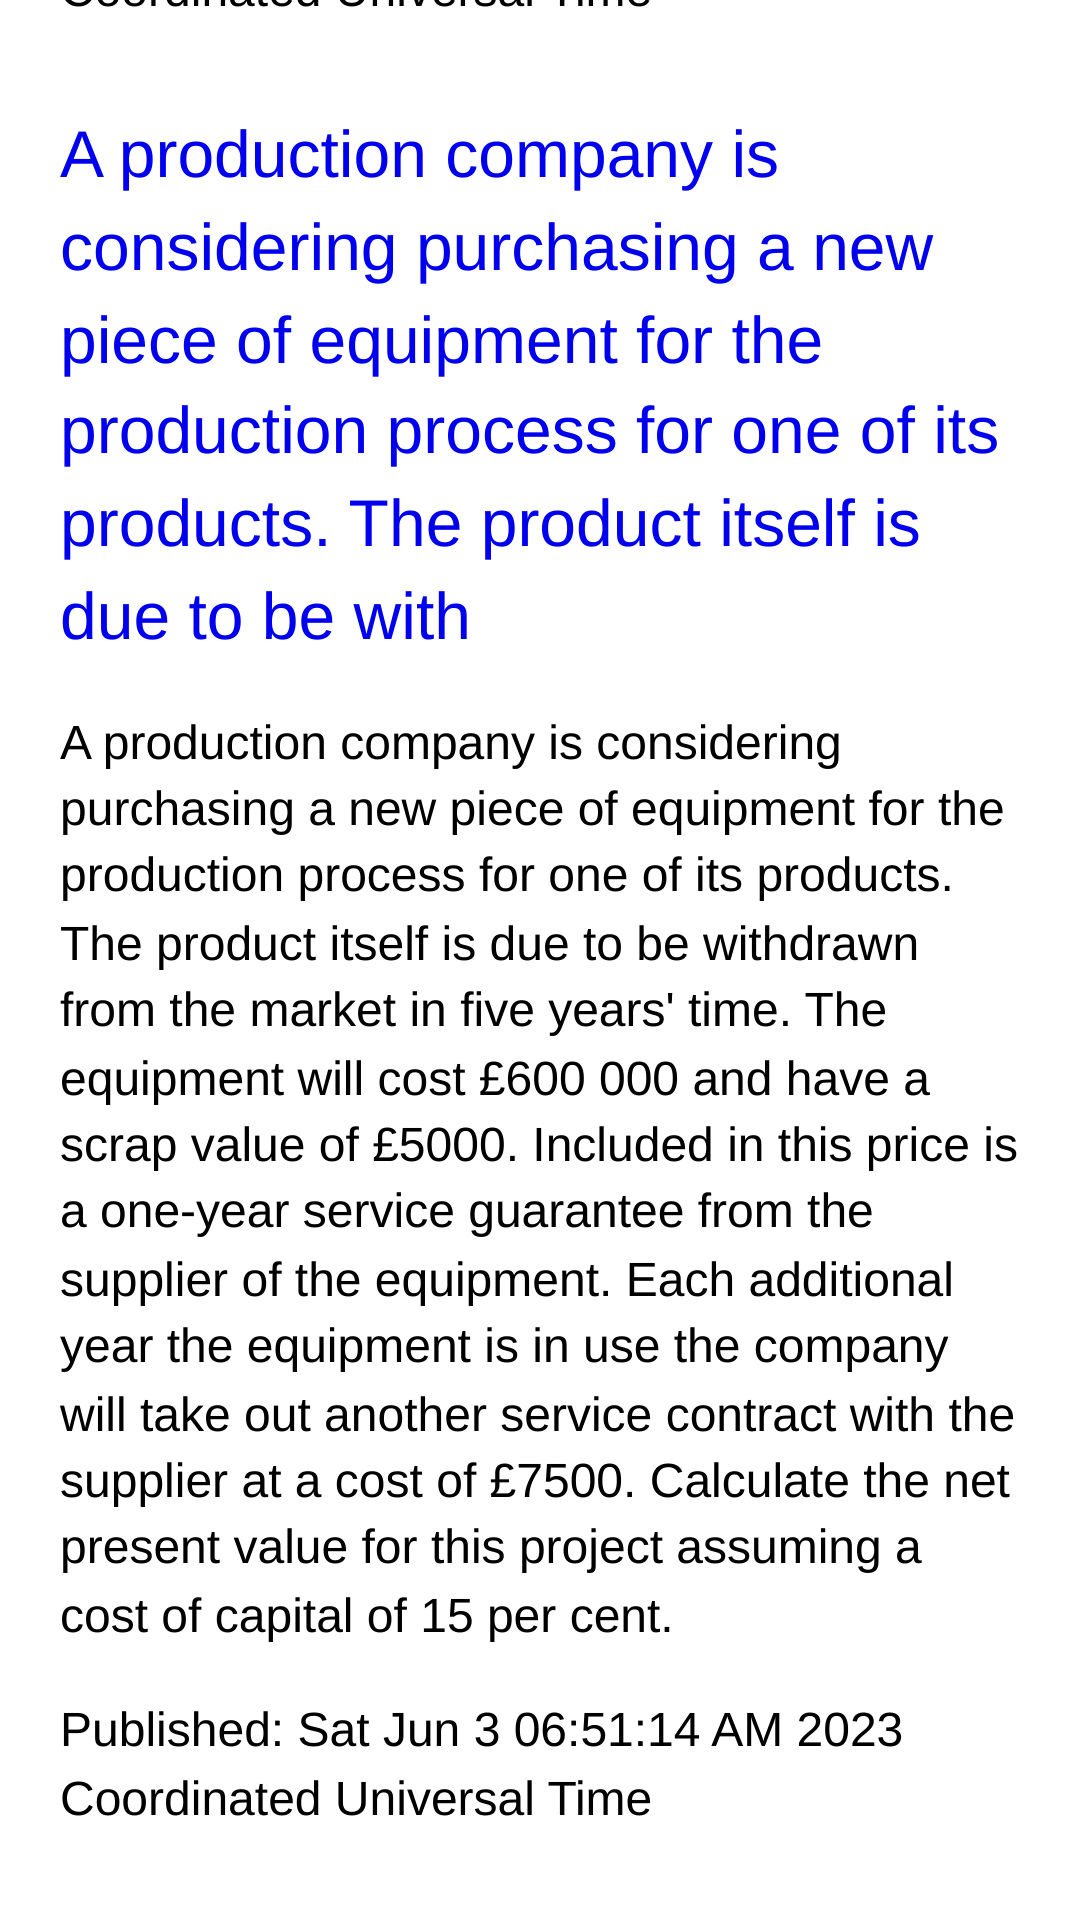 Coordinated Universal Time
A production company is
considering purchasing a new
piece of equipment for the
production process for one of its
products. The product itself is
due to be with
A production company is considering
purchasing a new piece of equipment for the
production process for one of its products.
The product itself is due to be withdrawn
from the market in five years' time. The
equipment will cost £600 000 and have a
scrap value of £5000. Included in this price is
a one-year service guarantee from the
supplier of the equipment. Each additional
year the equipment is in use the company
will take out another service contract with the
supplier at a cost of £7500. Calculate the net
present value for this project assuming a
cost of capital of 15 per cent.
Published: Sat Jun 3 06:51:14 AM 2023
Coordinated Universal Time